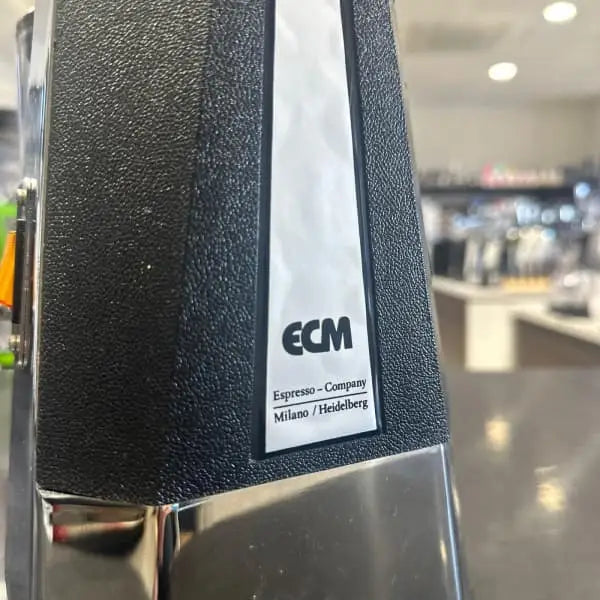 ECM
Espresso – Company
Milano / Heidelberg